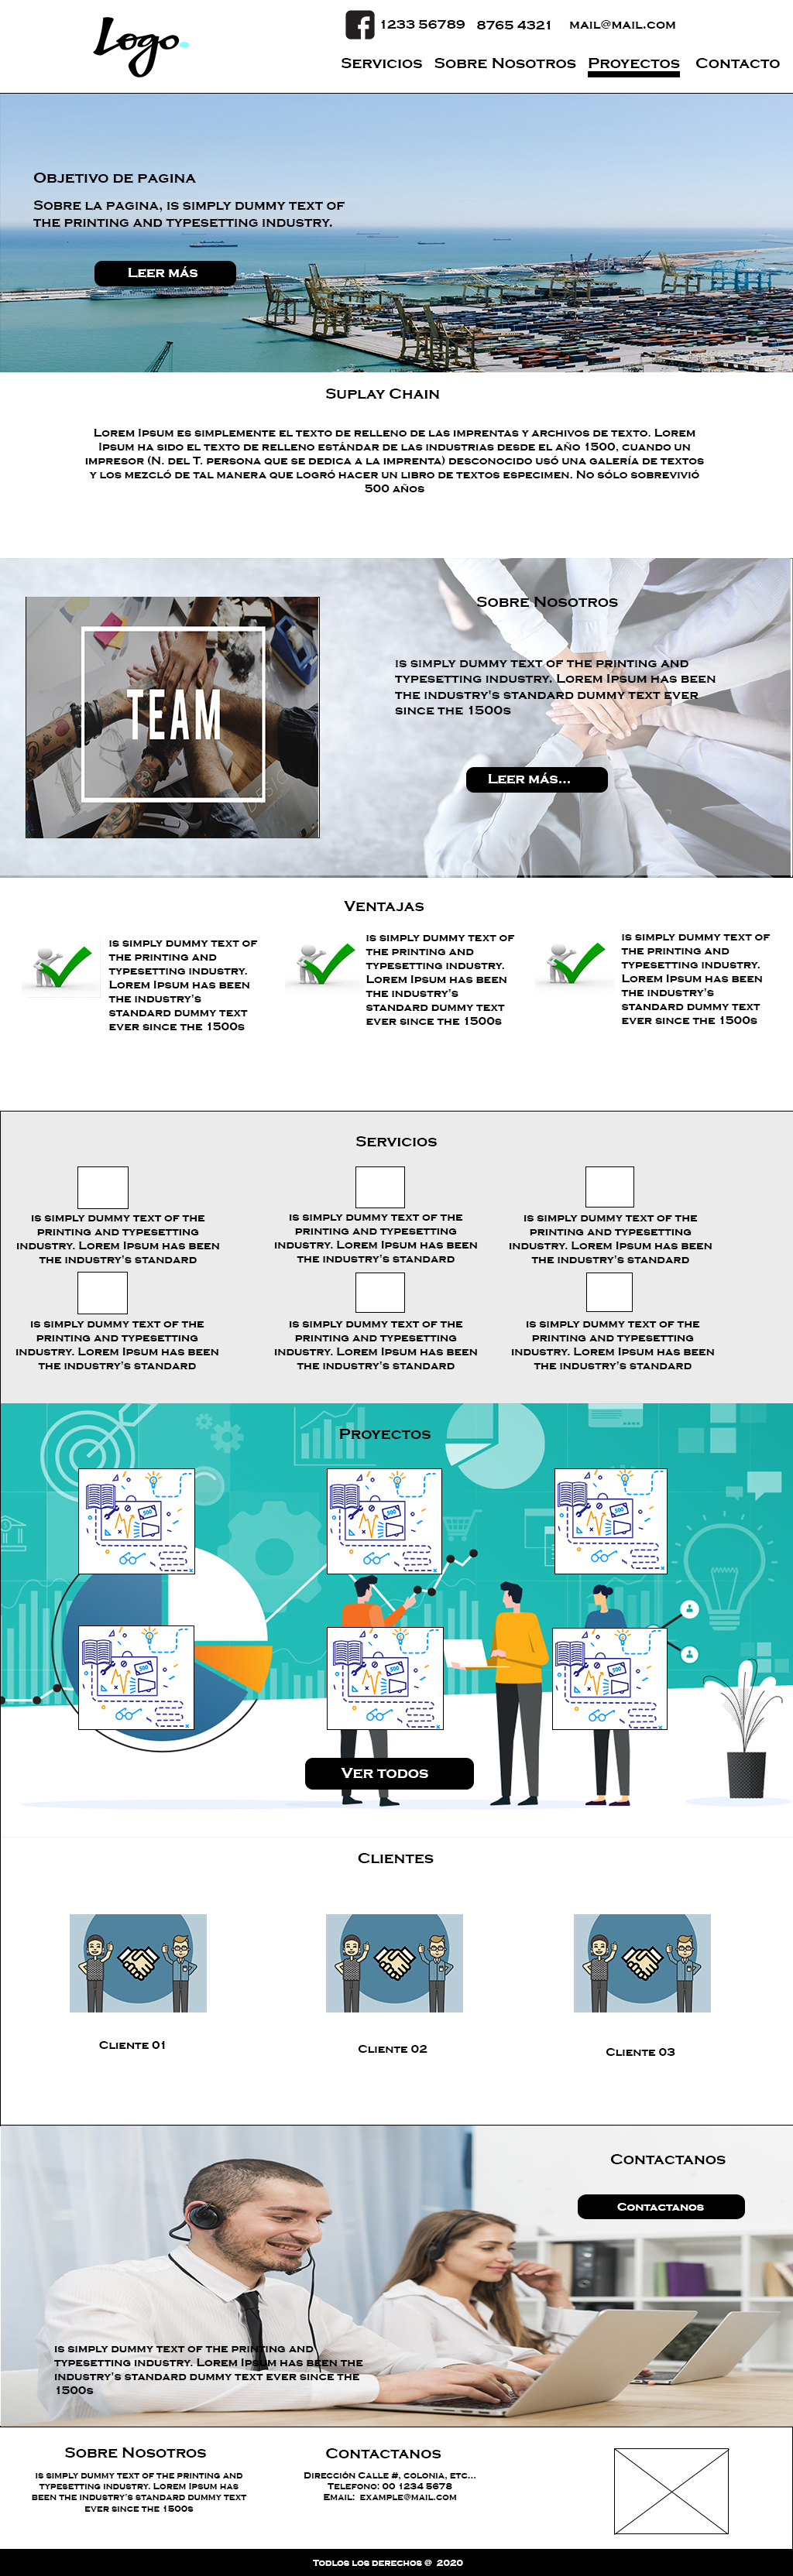 Logo
1233 56789 8765 4321 mail@mail.com
Servicios Sobre Nosotros Proyectos Contacto
Objetivo de pagina
Sobre la pagina, is simply dummy text of
the printing and typesetting industry.
Leer más
Suplay Chain
Lorem Ipsum es simplemente el texto de relleno de las imprentas y archivos de texto. Lorem
Ipsum ha sido el texto de relleno estándar de las industrias desde el año 1500, cuando un
impresor (N. del T. persona que se dedica a la imprenta) desconocido usó una galería de textos
y los mezcló de tal manera que logró hacer un libro de textos especimen. No sólo sobrevivió
500 años
TEAM
Sobre Nosotros
is simply dummy text of the printing and
typesetting industry. Lorem Ipsum has been
the industry's standard dummy text ever
since the 1500s
Leer más...
Ventajas
is simply dummy text of
the printing and
typesetting industry.
Lorem Ipsum has been
the industry's
standard dummy text
ever since the 1500s
is simply dummy text of
the printing and
typesetting industry.
Lorem Ipsum has been
the industry's
standard dummy text
ever since the 1500s
is simply dummy text of
the printing and
typesetting industry.
Lorem Ipsum has been
the industry's
standard dummy text
ever since the 1500s
Servicios
is simply dummy text of the
printing and typesetting
industry. Lorem Ipsum has been
the industry's standard
is simply dummy text of the
printing and typesetting
industry. Lorem Ipsum has been
the industry's standard
is simply dummy text of the
printing and typesetting
industry. Lorem Ipsum has been
the industry's standard
is simply dummy text of the
printing and typesetting
industry. Lorem Ipsum has been
the industry's standard
is simply dummy text of the
printing and typesetting
industry. Lorem Ipsum has been
the industry's standard
is simply dummy text of the
printing and typesetting
industry. Lorem Ipsum has been
the industry's standard
Proyectos
500
500
500
500
500
500
Ver todos
Clientes
Cliente 01
Cliente 02
Cliente 03
Contactanos
Contactanos
is simply dummy text of the printing and
typesetting industry. Lorem Ipsum has been the
industry's standard dummy text ever since the
1500s
Sobre Nosotros
is simply dummy text of the printing and
typesetting industry. Lorem Ipsum has
been the industry's standard dummy text
ever since the 1500s
Contactanos
Dirección Calle #, colonia, etc...
Telefono: 00 1234 5678
Email: example@mail.com
Todlos los derechos @ 2020